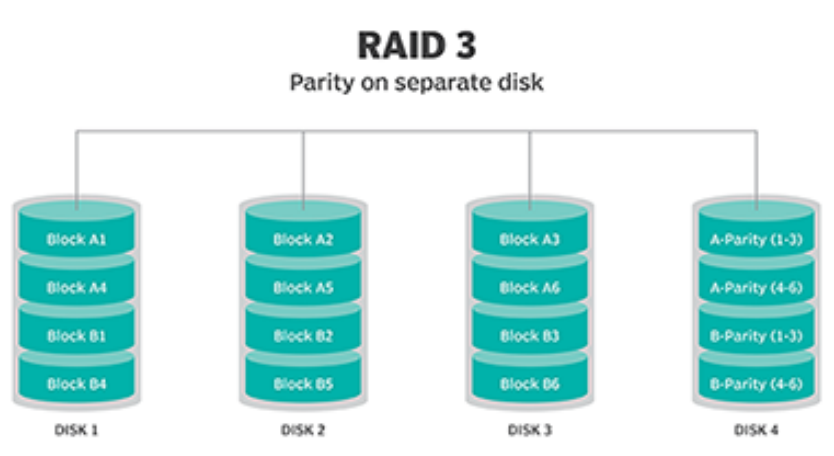 RAID 3
Parity on separate disk
Block A1
Block A2
Block A3
A-Parity (1-3)
Block A4
Block A5
Block A6
A-Parity (4-6)
Block B1
Block B2
Block B3
B-Parity (1-3)
Block B4
Block B5
Block B6
B-Parity (4-6)
DISK 1
DISK 2
DISK 3
DISK 4